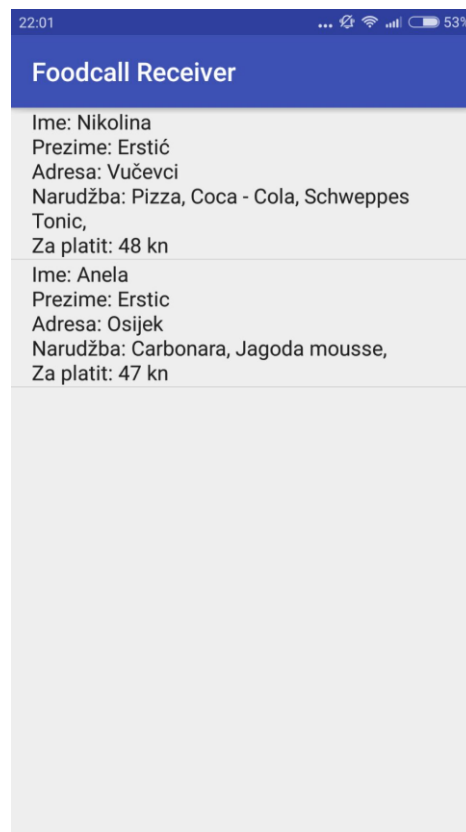 22:01 ... 53%
Foodcall Receiver
Ime: Nikolina
Prezime: Erstić
Adresa: Vučevci
Narudžba: Pizza, Coca - Cola, Schweppes
Tonic,
Za platit: 48 kn
Ime: Anela
Prezime: Erstic
Adresa: Osijek
Narudžba: Carbonara, Jagoda mousse,
Za platit: 47 kn